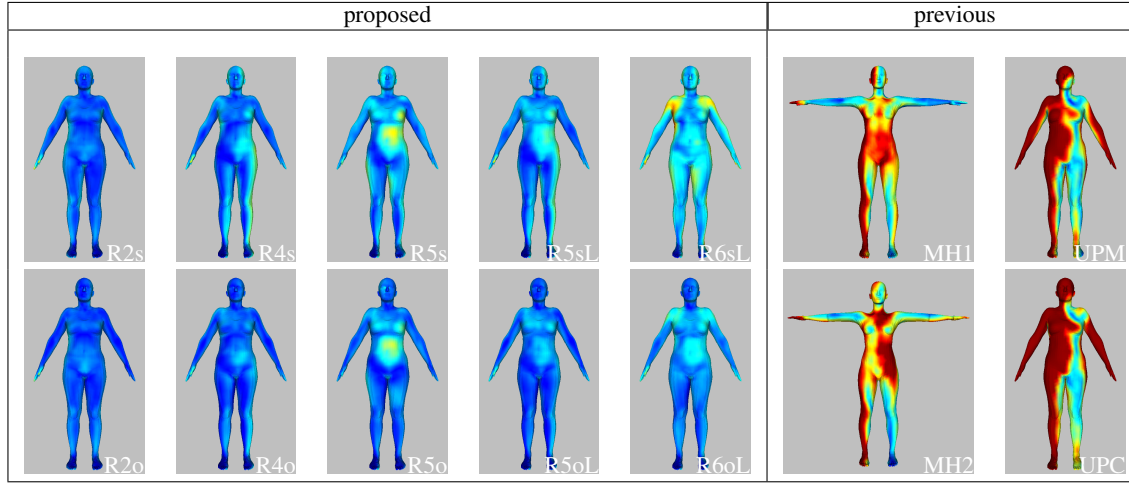 proposed previous
R2s R4s R5s R5sL R6sL MH1 UPM
R2o R4o R5o R5oL R6oL MH2 UPC